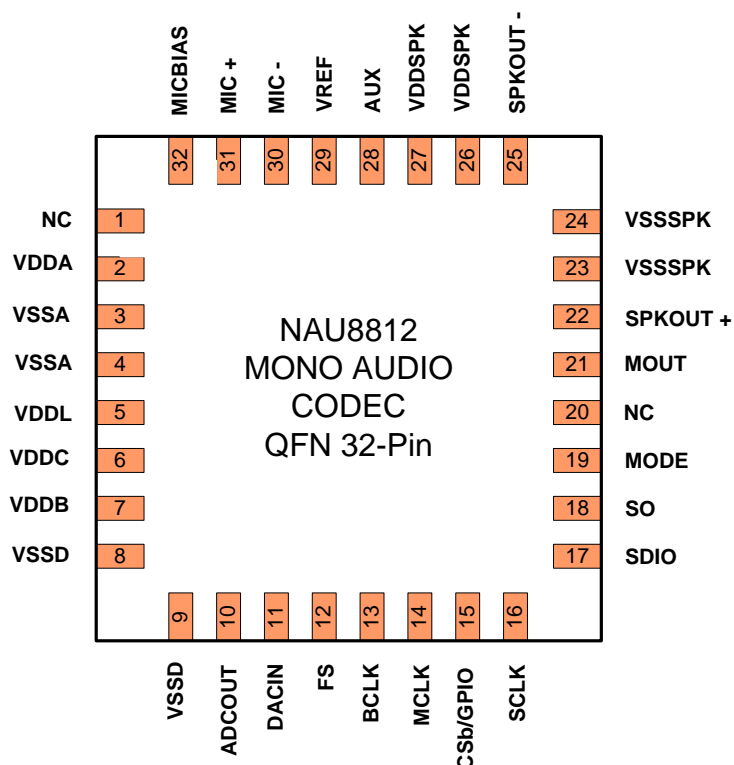 MICBIAS
MIC +
MIC -
VREF
AUX
VDDSPK
VDDSPK
SPKOUT -
32
31
30
29
28
27
26
25
NC 1
VDDA 2
VSSA 3
VSSA 4
VDDL 5
VDDC 6
VDDB 7
VSSD 8
NAU8812
MONO AUDIO
CODEC
QFN 32-Pin
24 VSSSPK
23 VSSSPK
22 SPKOUT +
21 MOUT
20 NC
19 MODE
18 SO
17 SDIO
9
10
11
12
13
14
15
16
VSSD
ADCOUT
DACIN
FS
BCLK
MCLK
CSb/GPIO
SCLK